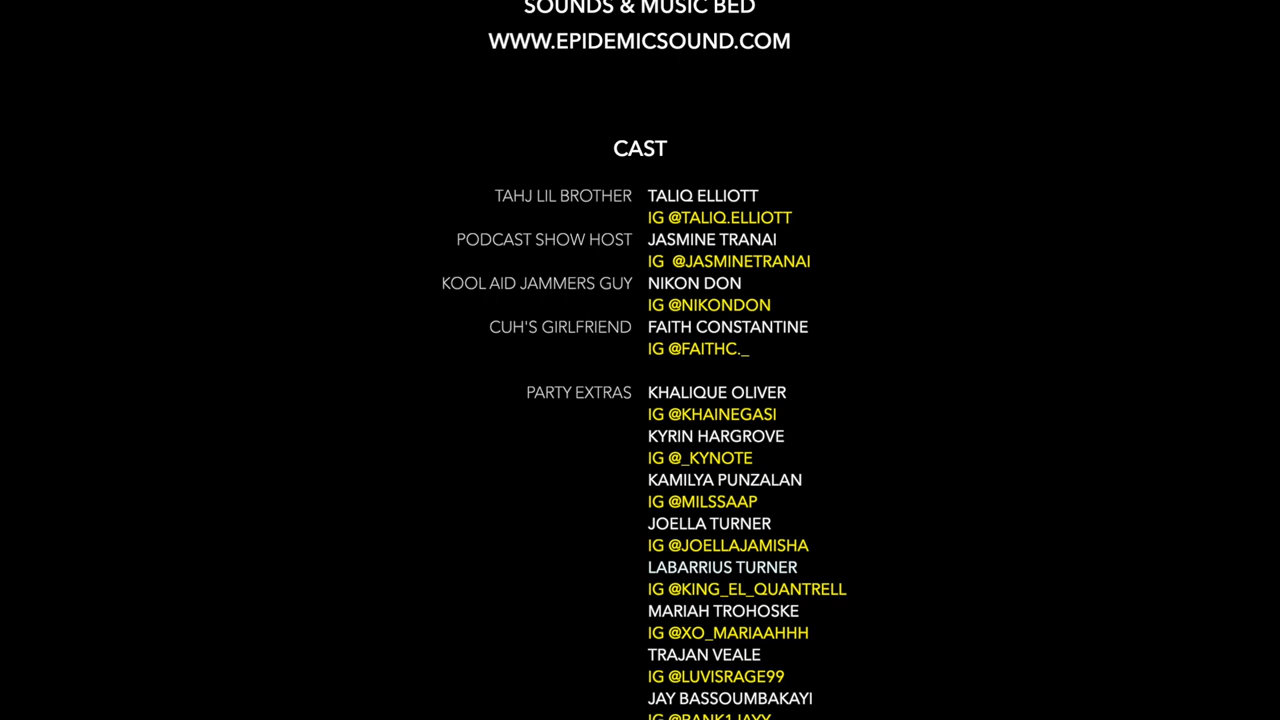 SOUNDS & MUSIC BED
WWW.EPIDEMICSOUND.COM
CAST
TAHJ LIL BROTHER TALIQ ELLIOTT
IG @TALIQ.ELLIOTT
PODCAST SHOW HOST JASMINE TRANAI
IG @JASMINETRANAI
KOOL AID JAMMERS GUY NIKON DON
IG @NIKONDON
CUH'S GIRLFRIEND FAITH CONSTANTINE
IG @FAITHC._
PARTY EXTRAS KHALIQUE OLIVER
IG @KHAINEGASI
KYRIN HARGROVE
IG @_KYNOTE
KAMILYA PUNZALAN
IG @MILSSAAP
JOELLA TURNER
IG @JOELLAJAMISHA
LABARRIUS TURNER
IG @KING_EL_QUANTRELL
MARIAH TROHOSKE
IG @XO_MARIAAHHH
TRAJAN VEALE
IG @LUVISRAGE99
JAY BASSOUMBAKAYI
IG @BANK1JAYY